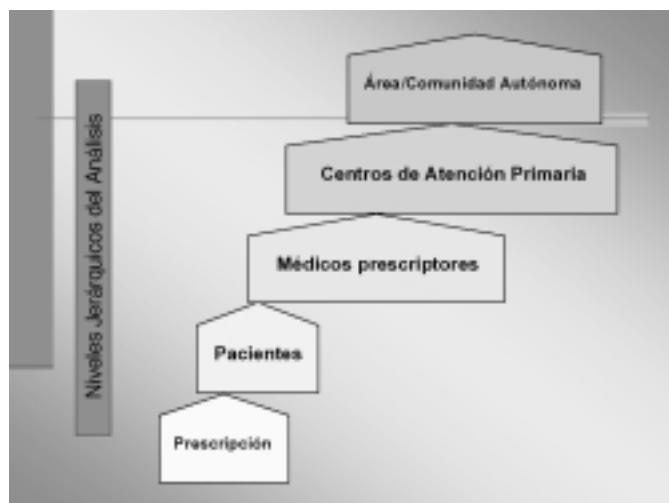 Niveles Jerárquicos del Análisis
Área/Comunidad Autónoma
Centros de Atención Primaria
Médicos prescriptores
Pacientes
Prescripción